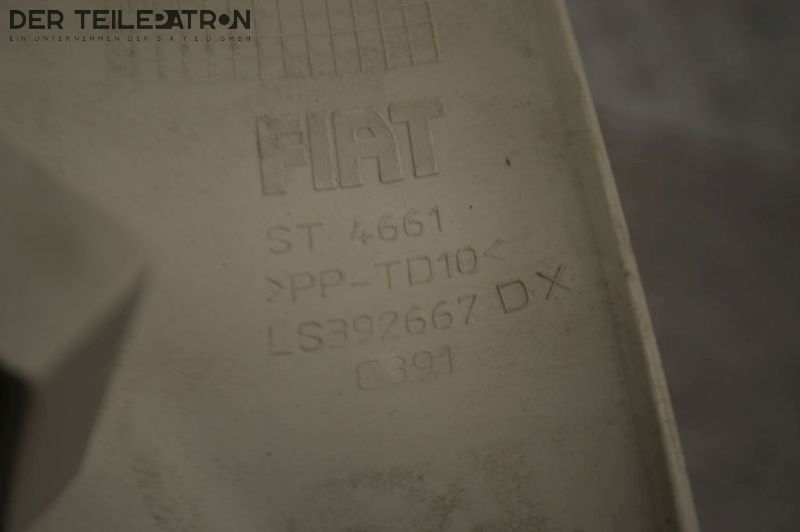 DER TEILEPATRON
EIN UNTERNEHMEN DER S A Y E D GMBH
FIAT
ST 4661
>PP-TD10<
LS392667 DX
C391